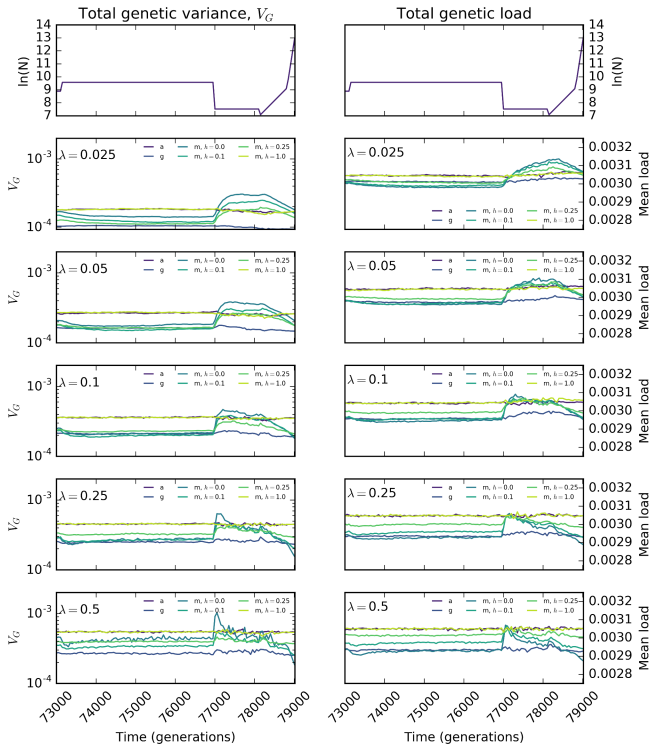 Total genetic variance, V_G
Total genetic load
14
13
12
11
10
9
8
7
ln(N)
14
13
12
11
10
9
8
7
ln(N)
λ = 0.025
a
g
m, h = 0.0
m, h = 0.1
m, h = 0.25
m, h = 1.0
10⁻³
10⁻⁴
V_G
λ = 0.025
a
g
m, h = 0.0
m, h = 0.1
m, h = 0.25
m, h = 1.0
0.0032
0.0031
0.0030
0.0029
0.0028
Mean load
λ = 0.05
a
g
m, h = 0.0
m, h = 0.1
m, h = 0.25
m, h = 1.0
10⁻³
10⁻⁴
V_G
λ = 0.05
a
g
m, h = 0.0
m, h = 0.1
m, h = 0.25
m, h = 1.0
0.0032
0.0031
0.0030
0.0029
0.0028
Mean load
λ = 0.1
a
g
m, h = 0.0
m, h = 0.1
m, h = 0.25
m, h = 1.0
10⁻³
10⁻⁴
V_G
λ = 0.1
a
g
m, h = 0.0
m, h = 0.1
m, h = 0.25
m, h = 1.0
0.0032
0.0031
0.0030
0.0029
0.0028
Mean load
λ = 0.25
a
g
m, h = 0.0
m, h = 0.1
m, h = 0.25
m, h = 1.0
10⁻³
10⁻⁴
V_G
λ = 0.25
a
g
m, h = 0.0
m, h = 0.1
m, h = 0.25
m, h = 1.0
0.0032
0.0031
0.0030
0.0029
0.0028
Mean load
λ = 0.5
a
g
m, h = 0.0
m, h = 0.1
m, h = 0.25
m, h = 1.0
10⁻³
10⁻⁴
V_G
λ = 0.5
a
g
m, h = 0.0
m, h = 0.1
m, h = 0.25
m, h = 1.0
0.0032
0.0031
0.0030
0.0029
0.0028
Mean load
73000
74000
75000
76000
77000
78000
79000
Time (generations)
73000
74000
75000
76000
77000
78000
79000
Time (generations)